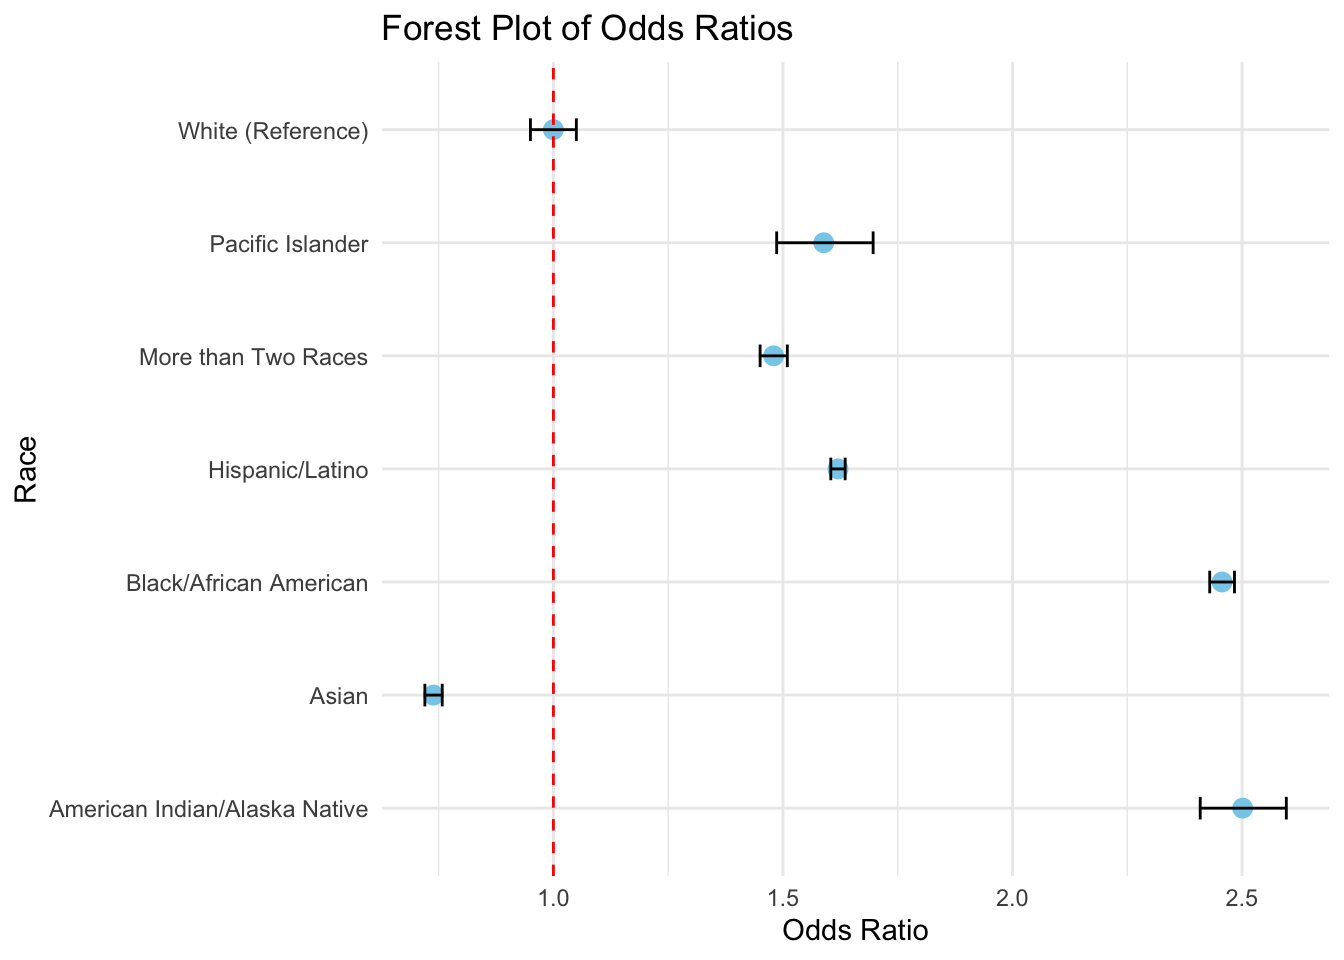 Forest Plot of Odds Ratios
White (Reference)
Pacific Islander
More than Two Races
Hispanic/Latino
Black/African American
Asian
American Indian/Alaska Native
Race
1.0 1.5 2.0 2.5
Odds Ratio